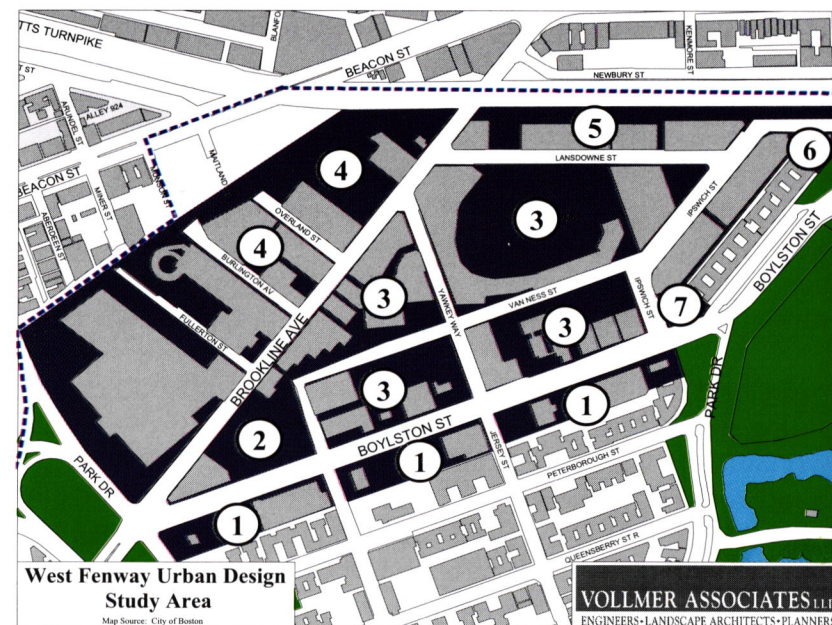 TTS TURNPIKE
BLANFO
BEACON ST
KENMORE ST
NEWBURY ST
ARUNDEL ST
ALLEY 924
MAITLAND
BEACON ST
MINER ST
ABERDEEN ST
5
LANSDOWNE ST
6
4
OVERLAND ST
3
IPSWICH ST
BOYLSTON ST
4
BURLINGTON AV
3
YAWKEY WAY
VAN NESS ST
IPSWICH ST
7
FULLERTON ST
BROOKLINE AVE
3
3
PARK DR
1
2
BOYLSTON ST
JERSEY ST
1
PETERBOROUGH ST
PARK DR
1
QUEENSBERRY ST R
West Fenway Urban Design
Study Area
Map Source: City of Boston
VOLLMER ASSOCIATES LLP
ENGINEERS•LANDSCAPE ARCHITECTS•PLANNERS